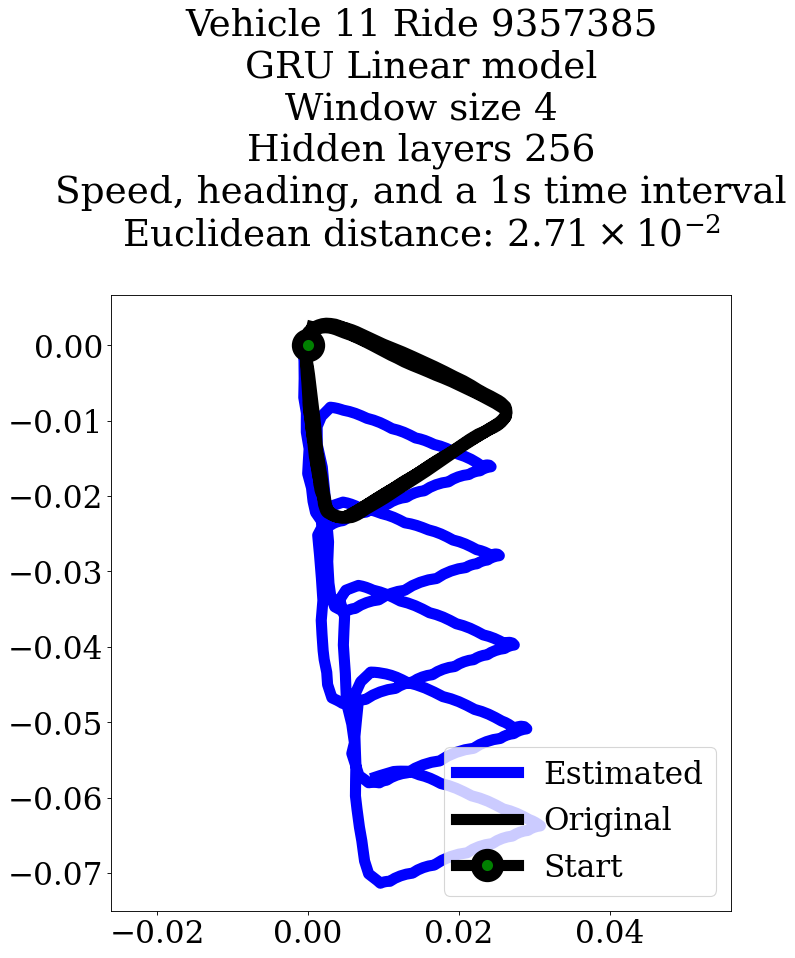 Vehicle 11 Ride 9357385
GRU Linear model
Window size 4
Hidden layers 256
Speed, heading, and a 1s time interval
Euclidean distance: 2.71 × 10⁻²
0.00
−0.01
−0.02
−0.03
−0.04
−0.05
−0.06
−0.07
Estimated
Original
Start
−0.02 0.00 0.02 0.04